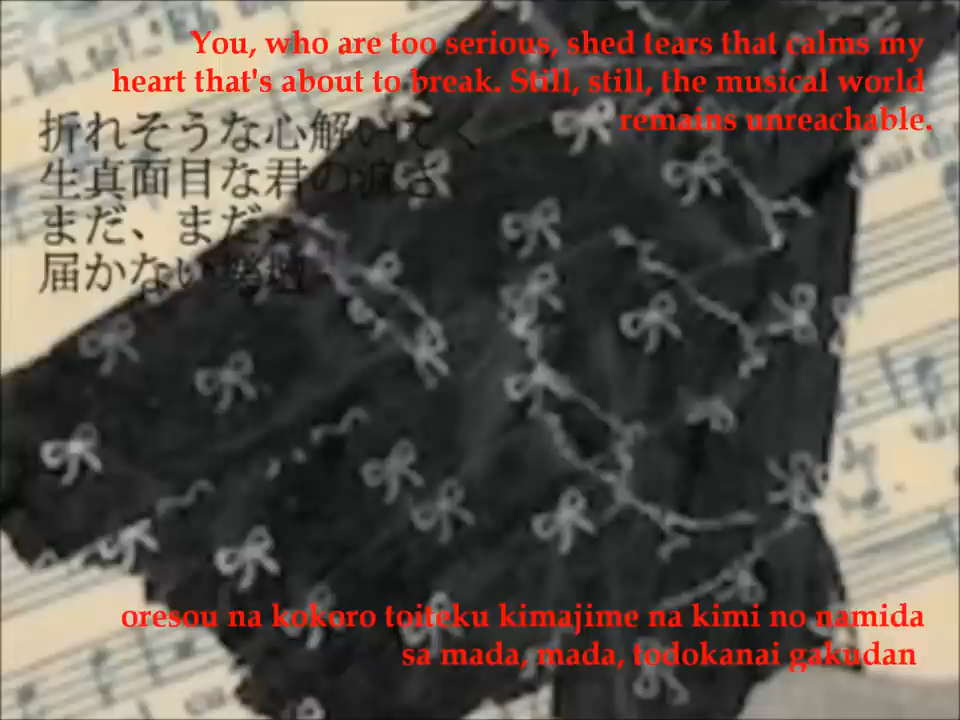 You, who are too serious, shed tears that calms my
heart that's about to break. Still, still, the musical world
remains unreachable.
折れそうな心解いてく
生真面目な君の涙さ
まだ、まだ、
届かない楽壇
oresou na kokoro toiteku kimajime na kimi no namida
sa mada, mada, todokanai gakudan